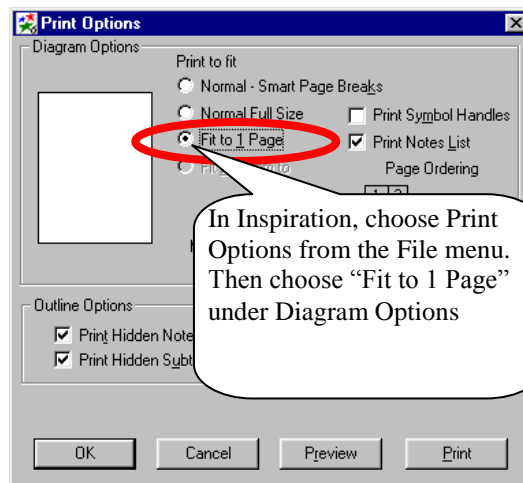 Print Options
Diagram Options
Print to fit
Normal - Smart Page Breaks
Normal Full Size
Print Symbol Handles
Fit to 1 Page
Print Notes List
Page Ordering
1 2
In Inspiration, choose Print
Options from the File menu.
Then choose “Fit to 1 Page”
under Diagram Options
Outline Options
Print Hidden
Print Hidden
OK
Cancel
Preview
Print